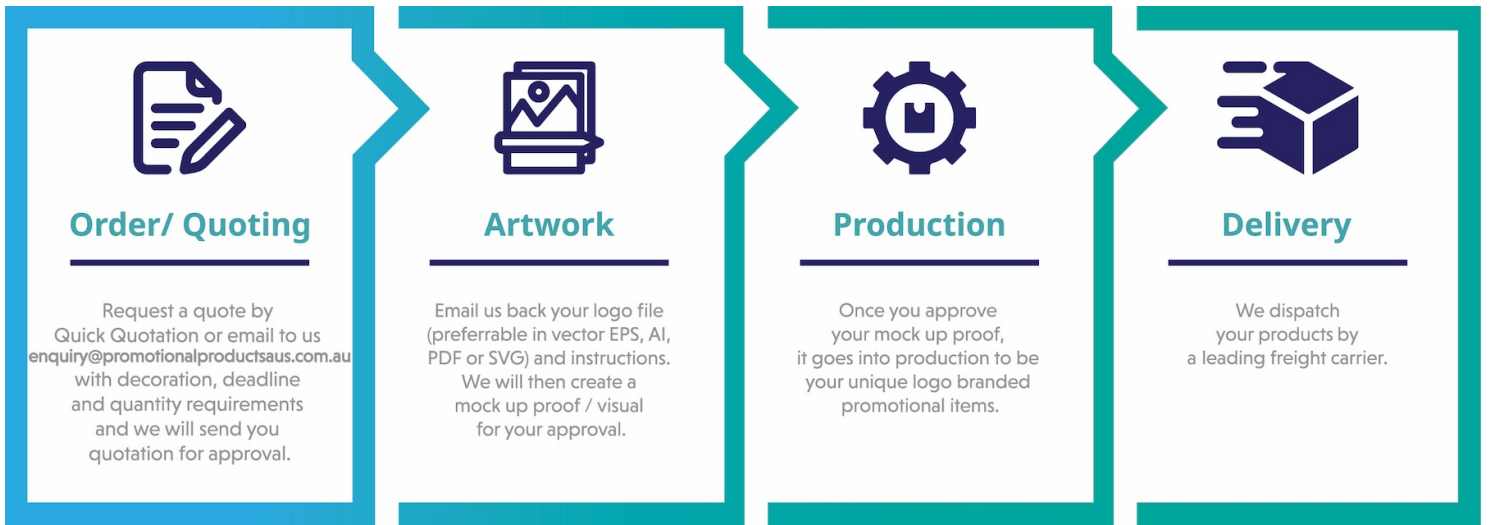 Order/ Quoting
Request a quote by
Quick Quotation or email to us
enquiry@promotionalproductsaus.com.au
with decoration, deadline
and quantity requirements
and we will send you
quotation for approval.
Artwork
Email us back your logo file
(preferrable in vector EPS, AI,
PDF or SVG) and instructions.
We will then create a
mock up proof / visual
for your approval.
Production
Once you approve
your mock up proof,
it goes into production to be
your unique logo branded
promotional items.
Delivery
We dispatch
your products by
a leading freight carrier.